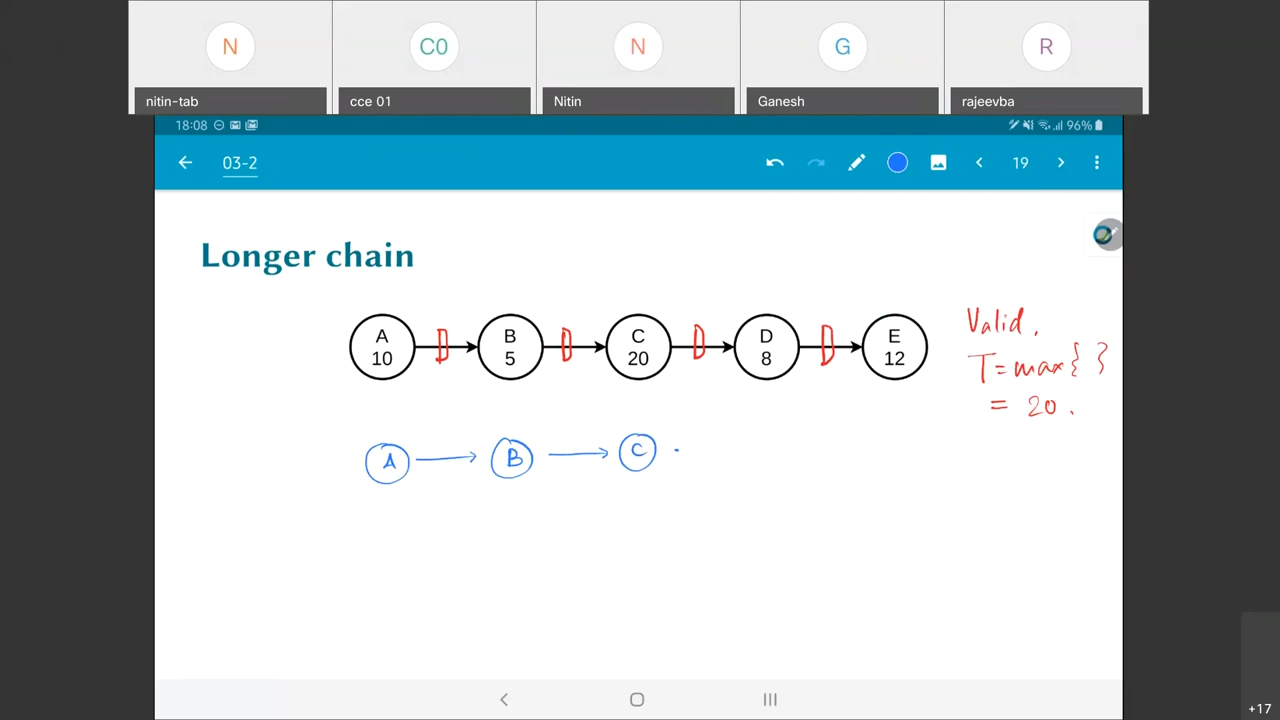 N C0 N G R
nitin-tab cce 01 Nitin Ganesh rajeevba
18:08 96%
03-2 19
Longer chain
A B C D E
10 5 20 8 12
D D D D
Valid.
T = max{ }
= 20.
A B C
+17